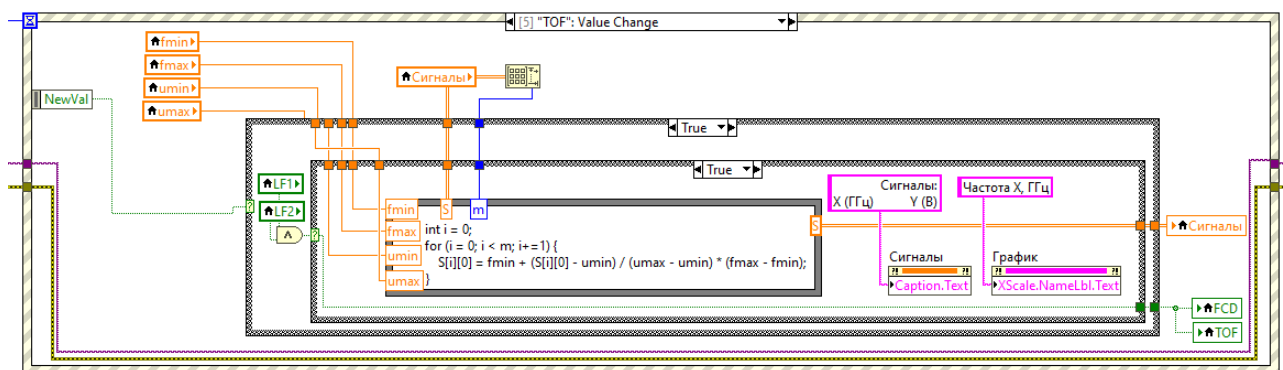 [5] "TOF": Value Change
fmin
fmax
umin
umax
Сигналы
NewVal
True
True
LF1
LF2
fmin
fmax
umin
umax
S
m
int i = 0;
for (i = 0; i < m; i+=1) {
S[i][0] = fmin + (S[i][0] - umin) / (umax - umin) * (fmax - fmin);
}
S
Сигналы:
X (ГГц) Y (В)
Частота X, ГГц
Сигналы
Caption.Text
График
XScale.NameLbl.Text
Сигналы
FCD
TOF